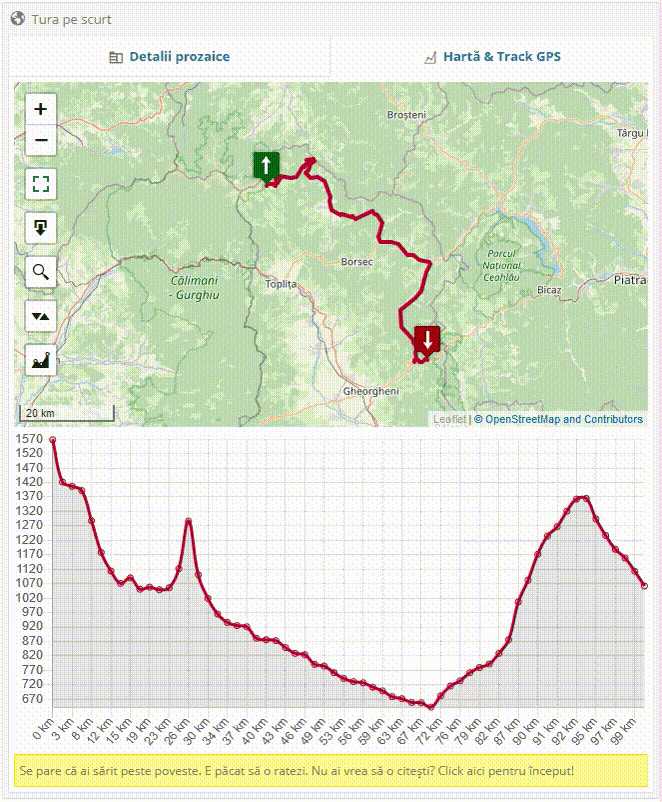 Tura pe scurt
Detalii prozaice
Hartă & Track GPS
+
−
Broșteni
Târgu
Borsec
Toplița
Călimani
- Gurghiu
Parcul
Național
Ceahlău
Bicaz
Piatra
Gheorgheni
20 km
Leaflet | © OpenStreetMap and Contributors
1570
1520
1470
1420
1370
1320
1270
1220
1170
1120
1070
1020
970
920
870
820
770
720
670
0 km
3 km
8 km
12 km
15 km
19 km
23 km
26 km
30 km
34 km
37 km
40 km
43 km
46 km
49 km
53 km
56 km
59 km
63 km
67 km
72 km
76 km
79 km
82 km
87 km
90 km
91 km
92 km
95 km
97 km
99 km
Se pare că ai sărit peste poveste. E păcat să o ratezi. Nu ai vrea să o citești? Click aici pentru început!